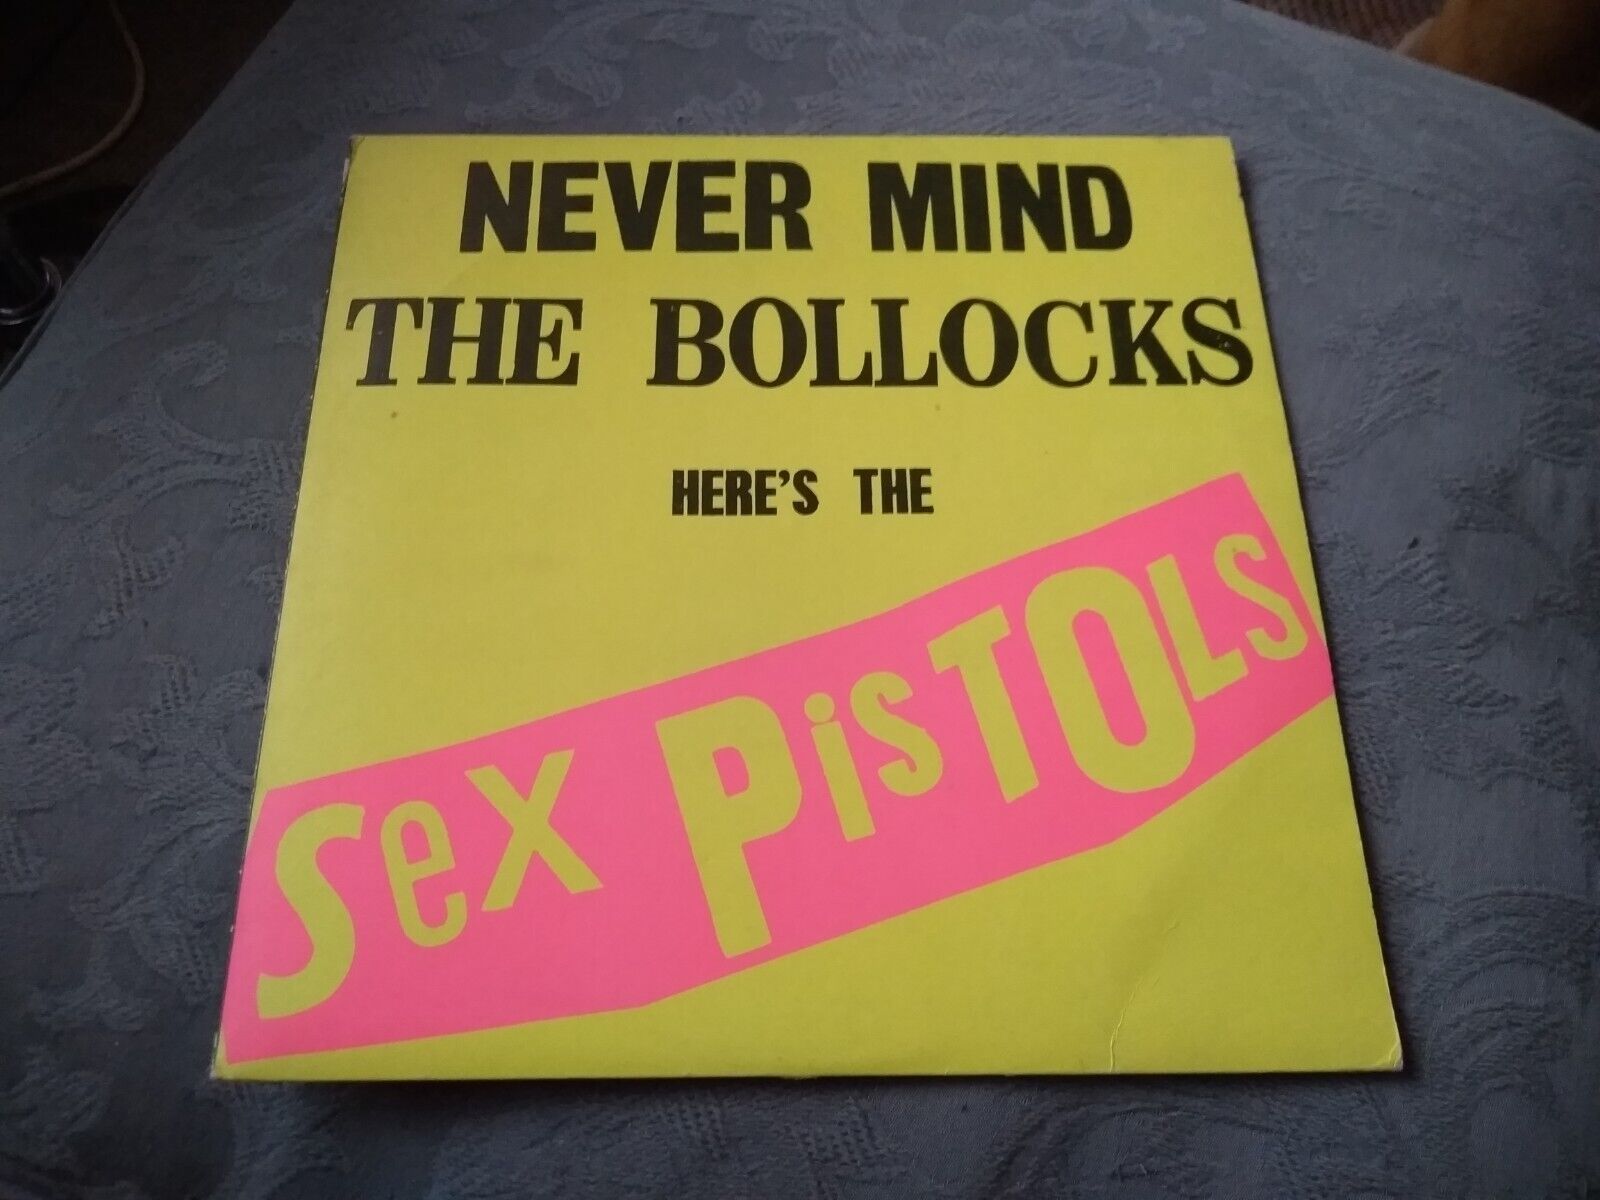 NEVER MIND
THE BOLLOCKS
HERE'S THE
Sex PisTOLS